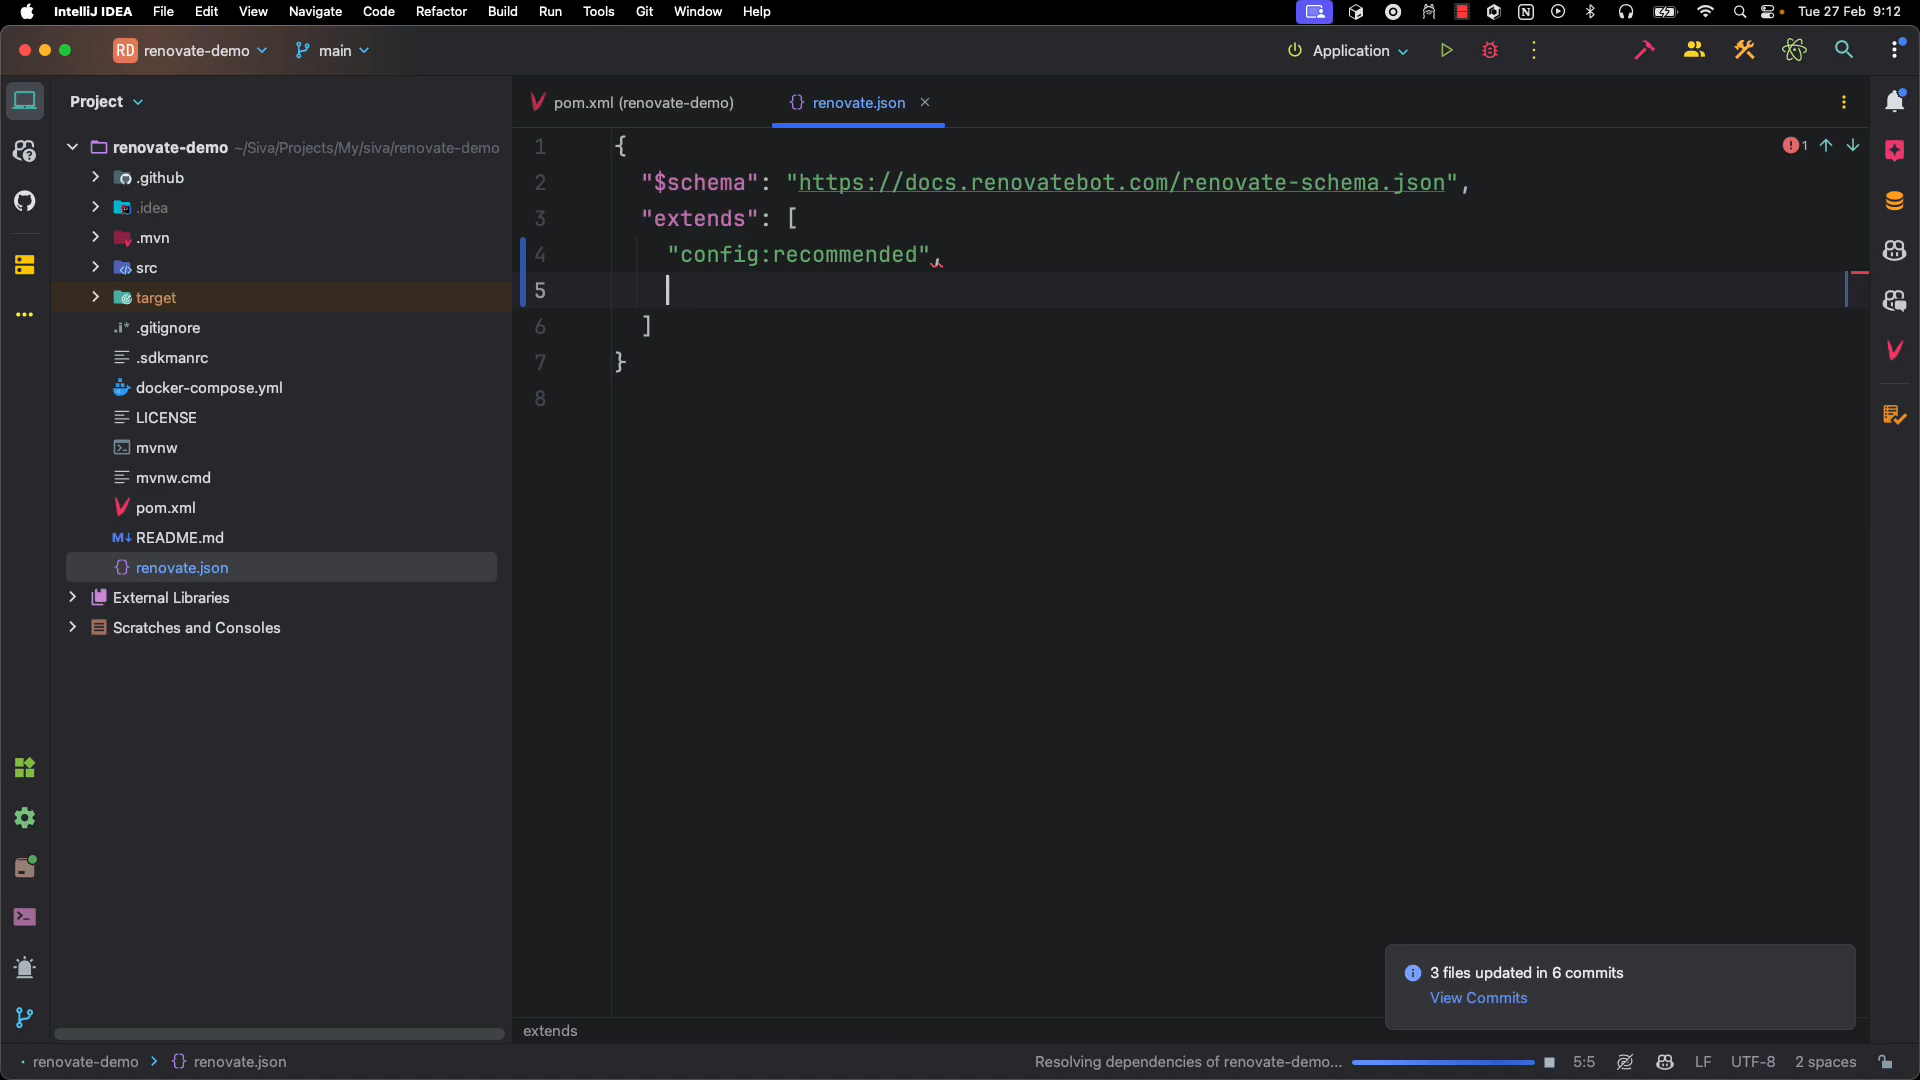 IntelliJ IDEA File Edit View Navigate Code Refactor Build Run Tools Git Window Help Tue 27 Feb 9:12
RD renovate-demo main Application
Project
pom.xml (renovate-demo) renovate.json
renovate-demo ~/Siva/Projects/My/siva/renovate-demo
.github
.idea
.mvn
src
target
.gitignore
.sdkmanrc
docker-compose.yml
LICENSE
mvnw
mvnw.cmd
pom.xml
README.md
renovate.json
External Libraries
Scratches and Consoles
1 {
2 "$schema": "https://docs.renovatebot.com/renovate-schema.json",
3 "extends": [
4 "config:recommended",
5
6 ]
7 }
8
1
3 files updated in 6 commits
View Commits
extends
renovate-demo renovate.json
Resolving dependencies of renovate-demo... 5:5 LF UTF-8 2 spaces